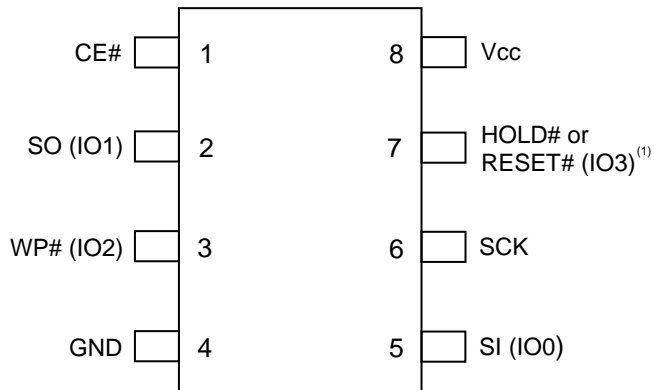 CE# 1 8 Vcc
SO (IO1) 2 7 HOLD# or
RESET# (IO3)(1)
WP# (IO2) 3 6 SCK
GND 4 5 SI (IO0)